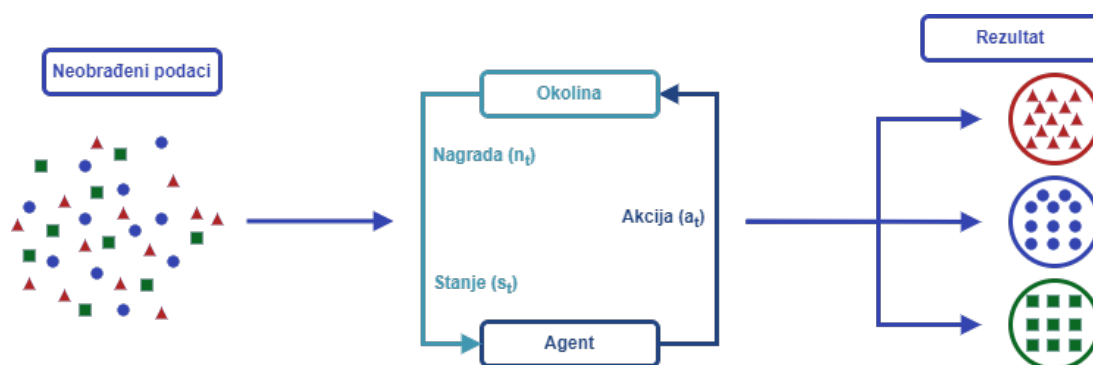 Neobrađeni podaci
Okolina
Nagrada (nₜ)
Akcija (aₜ)
Stanje (sₜ)
Agent
Rezultat